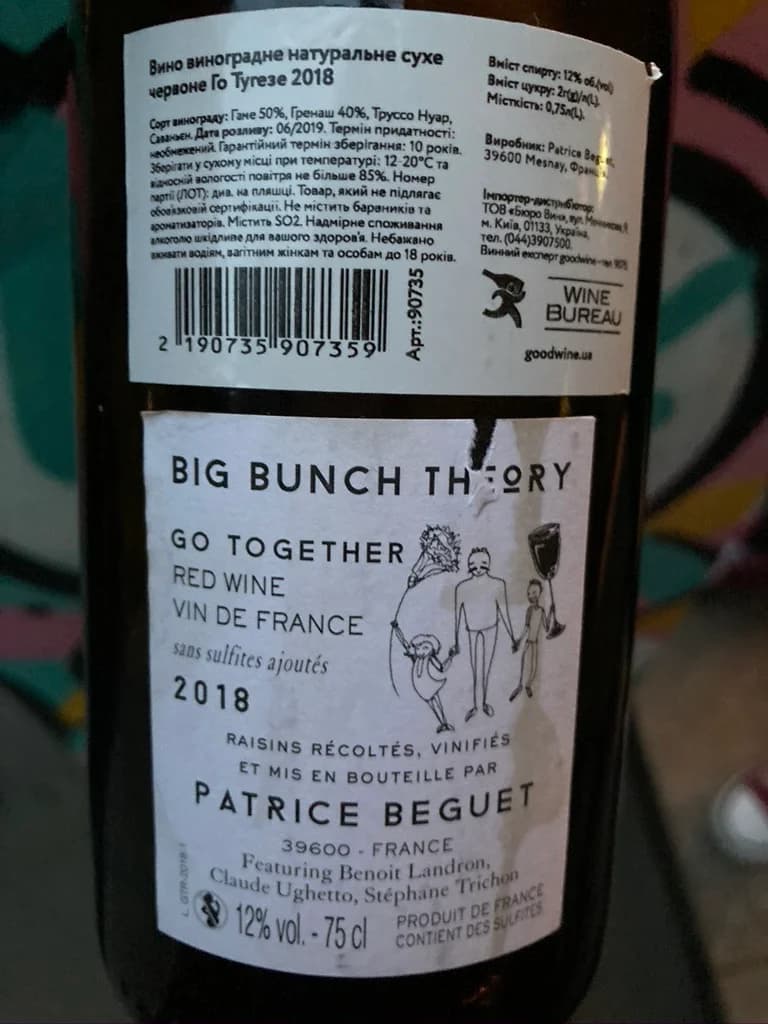 Вино виноградне натуральне сухе
червоне Го Тугезе 2018
Сорт винограду: Гаме 50%, Гренаш 40%, Труссо Нуар,
Саваньєн. Дата розливу: 06/2019. Термін придатності:
необмежений. Гарантійний термін зберігання: 10 років.
Зберігати у сухому місці при температурі: 12-20°С та
відносній вологості повітря не більше 85%. Номер
партії (ЛОТ): див. на пляшці. Товар, який не підлягає
обов'язковій сертифікації. Не містить барвників та
ароматизаторів. Містить SO2. Надмірне споживання
алкоголю шкідливе для вашого здоров'я. Небажано
вживати водіям, вагітним жінкам та особам до 18 років.
2 190735 907359
Арт.:90735
Вміст спирту: 12% об.(vol)
Вміст цукру: 2г(g)/л(L).
Місткість: 0,75л(L).
Виробник: Patrice
39600 Mesnay,
Імпортер-дистриб'ютор:
ТОВ «Бюро Вин», вул.
м. Київ, 01133, Україна,
тел. (044)3907500.
Винний експерт goodwine
WINE
BUREAU
goodwine.ua
BIG BUNCH THEORY
GO TOGETHER
RED WINE
VIN DE FRANCE
sans sulfites ajoutés
2018
RAISINS RÉCOLTÉS, VINIFIÉS
ET MIS EN BOUTEILLE PAR
PATRICE BEGUET
39600 - FRANCE
Featuring Benoit Landron,
Claude Ughetto, Stéphane Trichon
L. GTR-2018-1
12% vol. - 75 cl
PRODUIT DE FRANCE
CONTIENT DES SULFITES